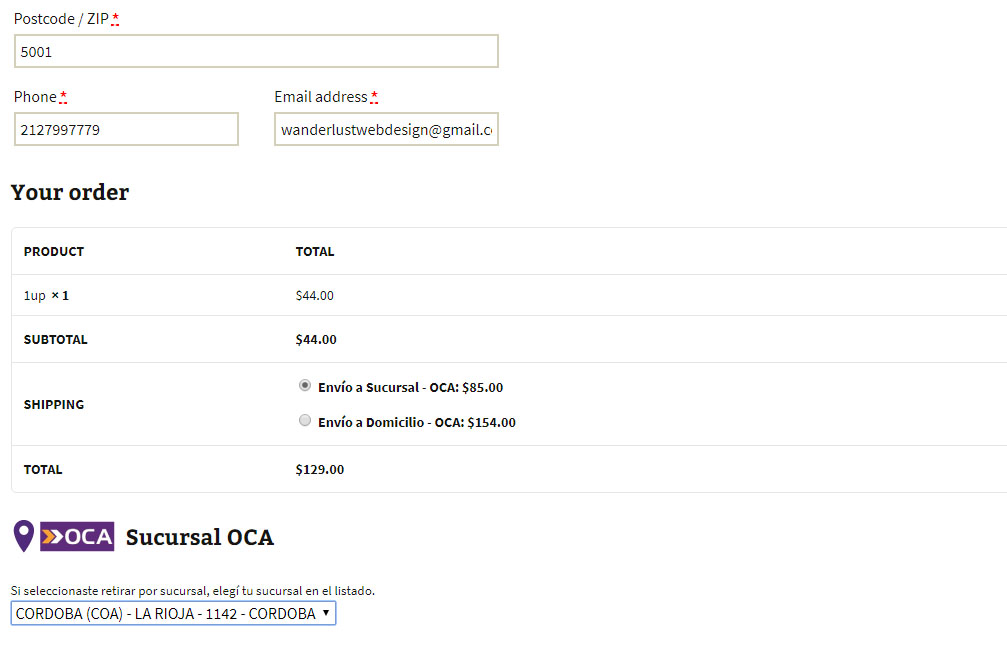 Postcode / ZIP *
5001
Phone * Email address *
2127997779 wanderlustwebdesign@gmail.c
Your order
PRODUCT TOTAL
1up × 1 $44.00
SUBTOTAL $44.00
SHIPPING
Envío a Sucursal - OCA: $85.00
Envío a Domicilio - OCA: $154.00
TOTAL $129.00
OCA Sucursal OCA
Si seleccionaste retirar por sucursal, elegí tu sucursal en el listado.
CORDOBA (COA) - LA RIOJA - 1142 - CORDOBA